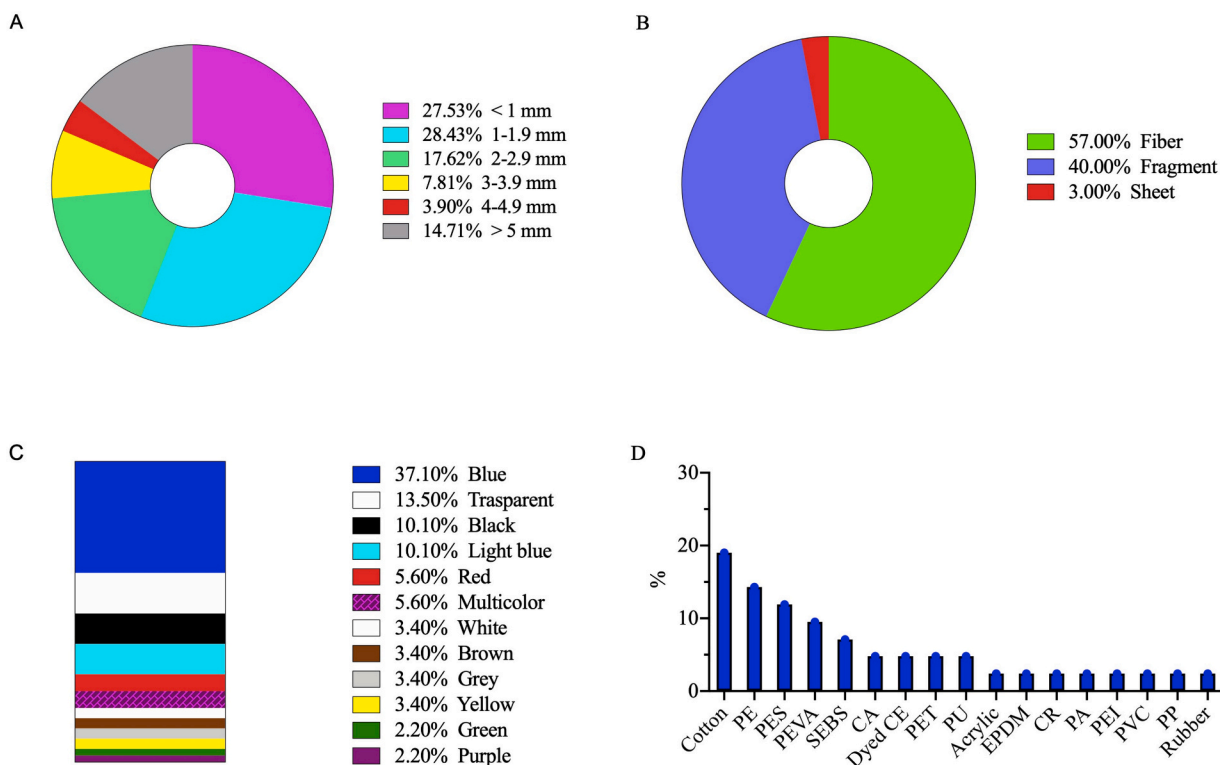 A
27.53% < 1 mm
28.43% 1-1.9 mm
17.62% 2-2.9 mm
7.81% 3-3.9 mm
3.90% 4-4.9 mm
14.71% > 5 mm
B
57.00% Fiber
40.00% Fragment
3.00% Sheet
C
37.10% Blue
13.50% Trasparent
10.10% Black
10.10% Light blue
5.60% Red
5.60% Multicolor
3.40% White
3.40% Brown
3.40% Grey
3.40% Yellow
2.20% Green
2.20% Purple
D
%
30
20
10
0
Cotton
PE
PES
PEVA
SEBS
CA
Dyed CE
PET
PU
Acrylic
EPDM
CR
PA
PEI
PVC
PP
Rubber